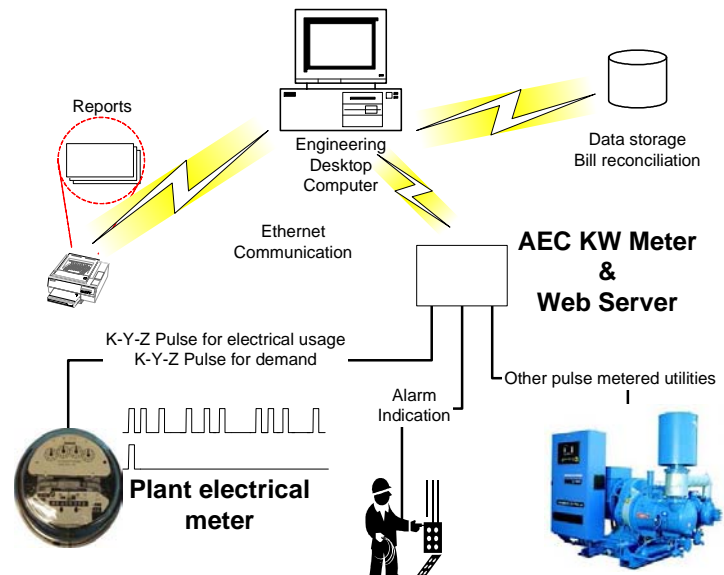 Reports
Engineering
Desktop
Computer
Data storage
Bill reconciliation
Ethernet
Communication
AEC KW Meter
&
Web Server
K-Y-Z Pulse for electrical usage
K-Y-Z Pulse for demand
Alarm
Indication
Other pulse metered utilities
Plant electrical
meter